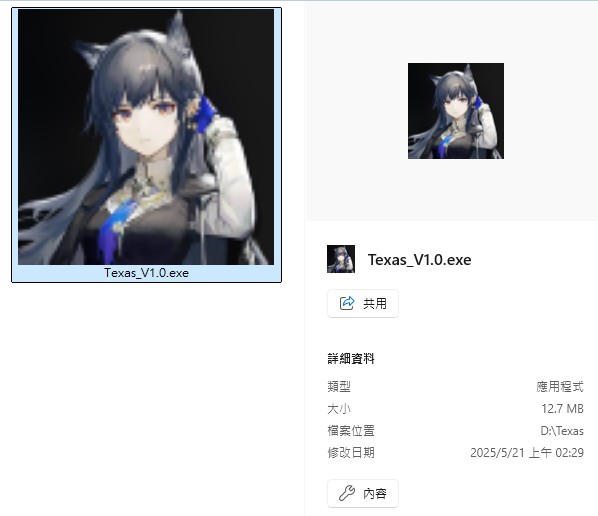 Texas_V1.0.exe
Texas_V1.0.exe
共用
詳細資料
類型 應用程式
大小 12.7 MB
檔案位置 D:\Texas
修改日期 2025/5/21 上午 02:29
內容